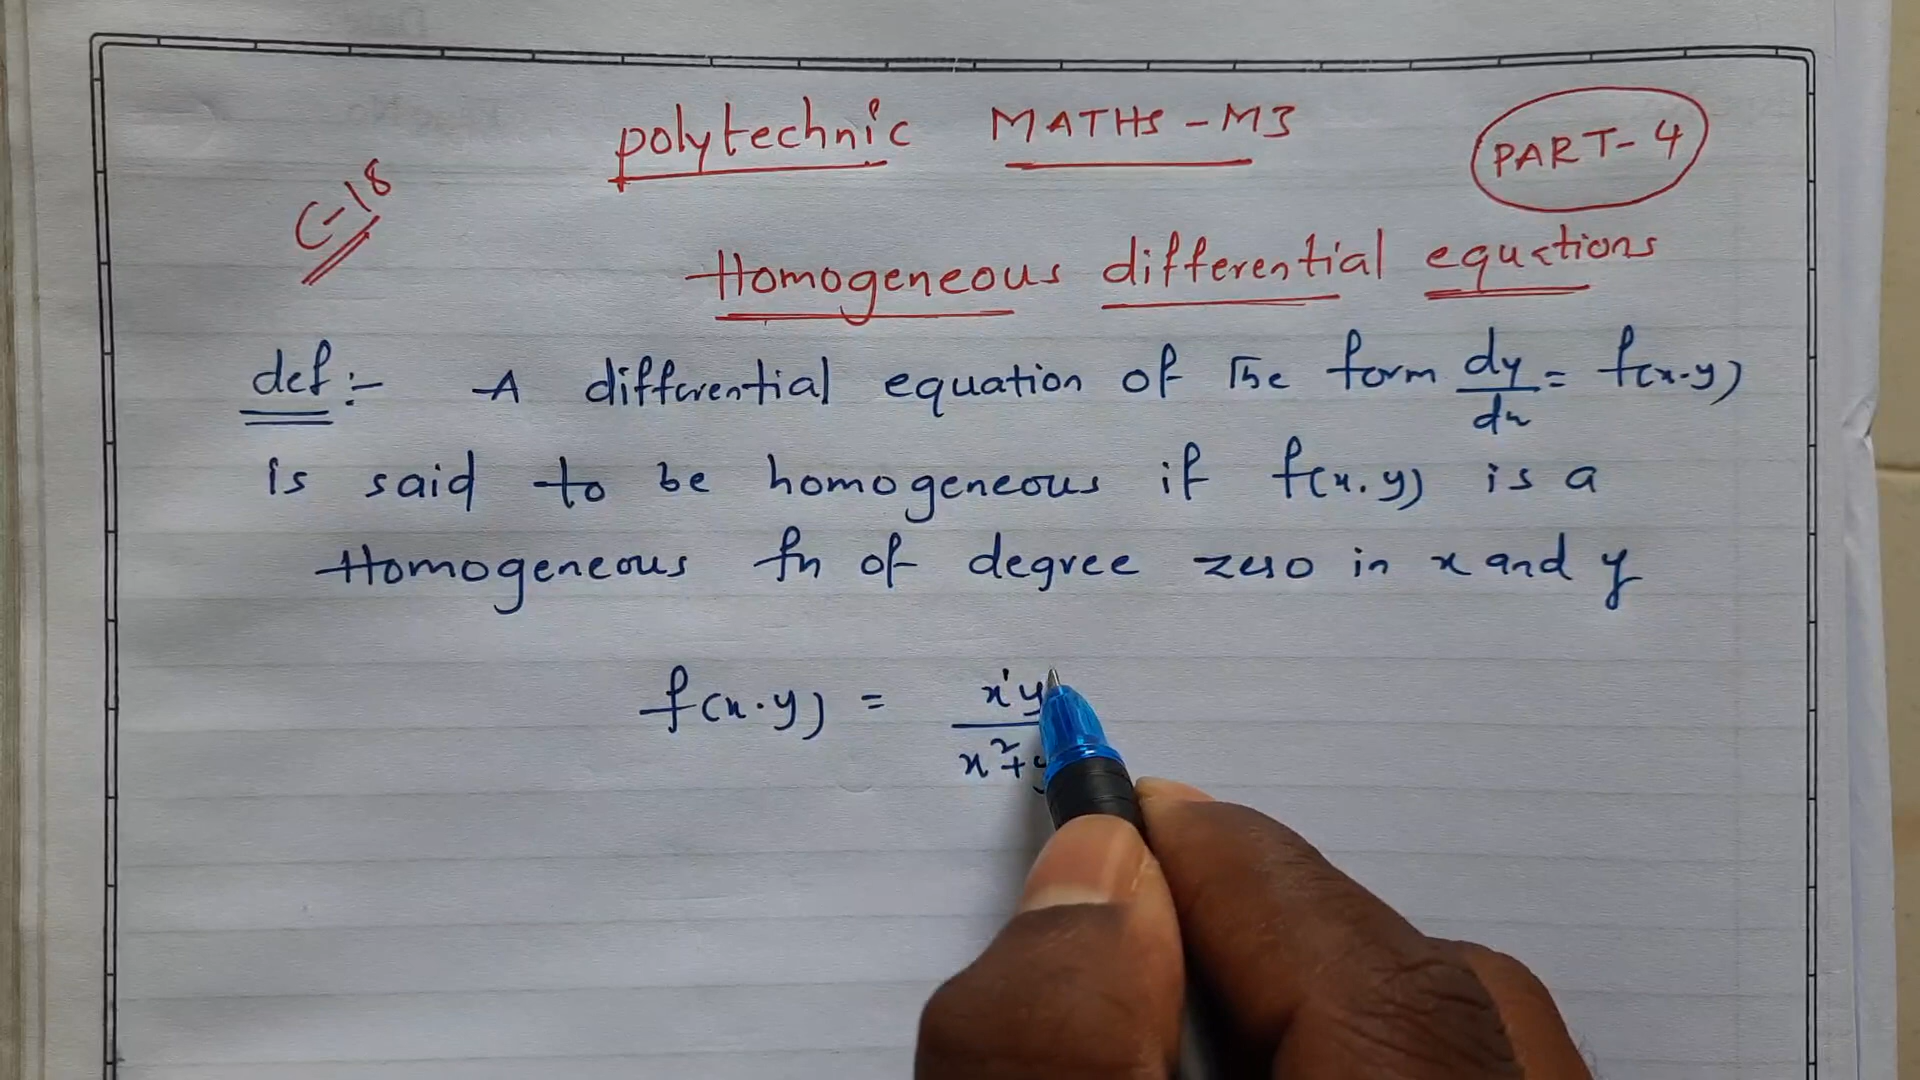 polytechnic MATHS - M3
PART-4
C-18
Homogeneous differential equations
def:- A differential equation of The form dy/dx = f(x.y)
is said to be homogeneous if f(x.y) is a
Homogeneous fn of degree zero in x and y
f(x.y) = x'y
x²+y